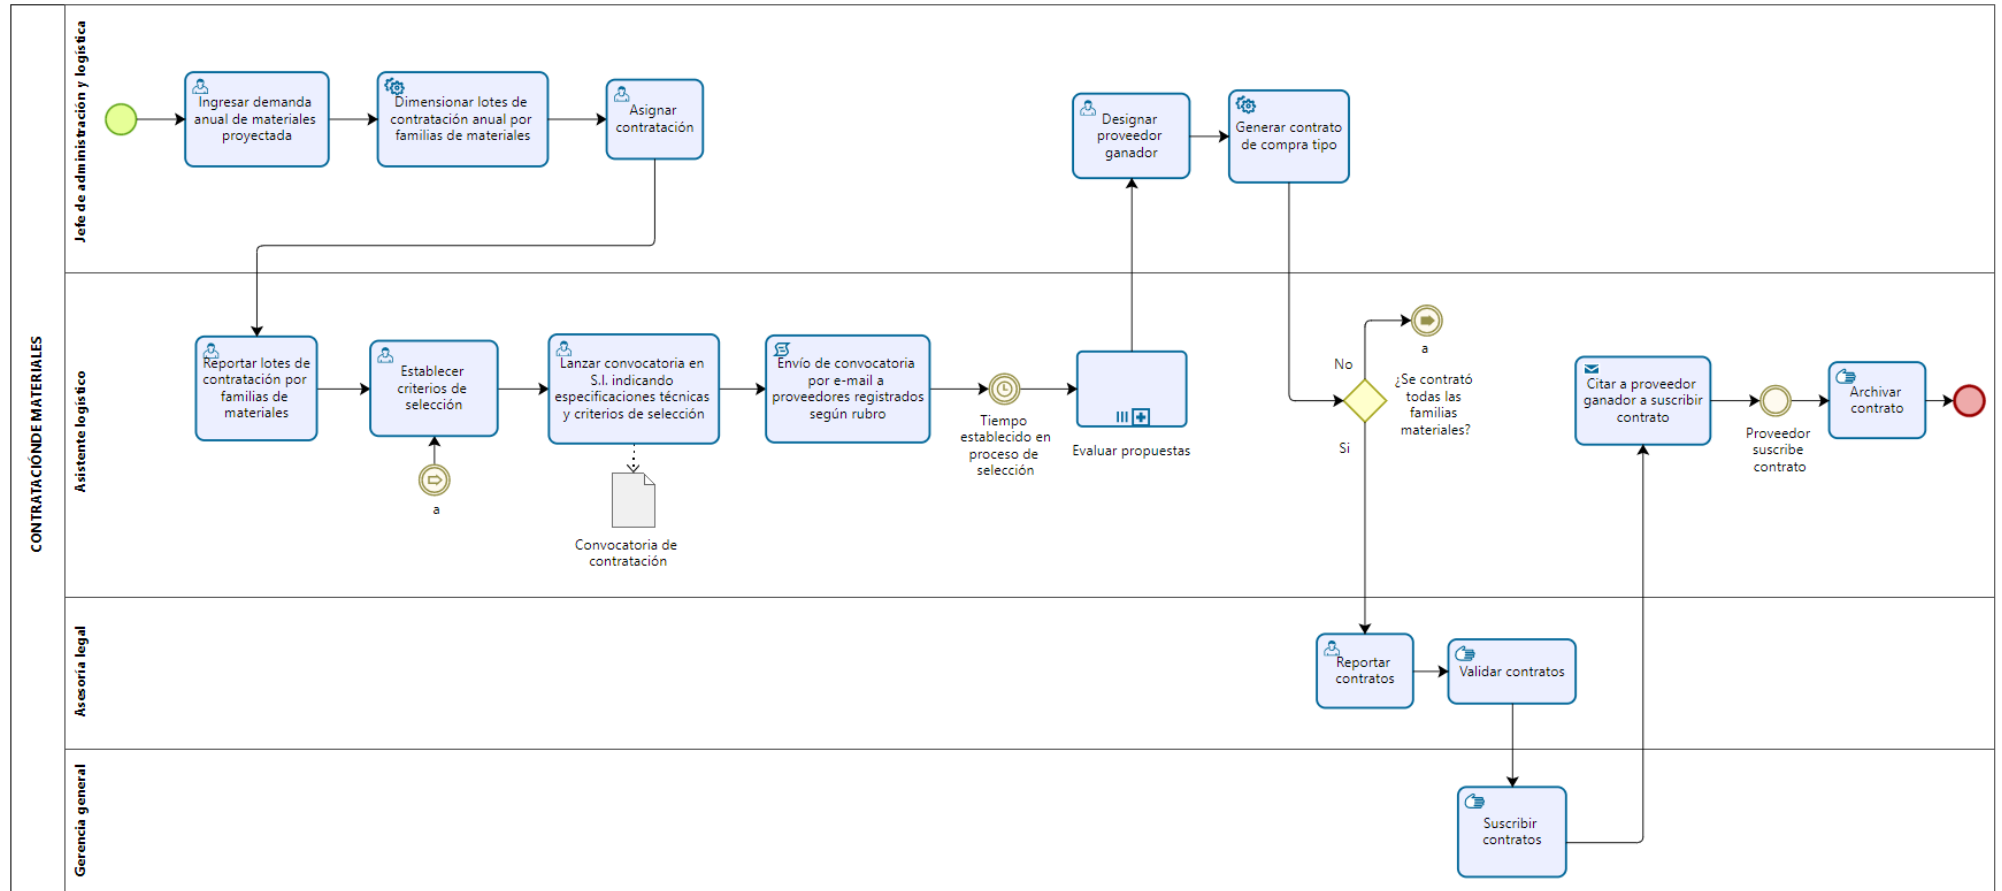 CONTRATACIÓNDE MATERIALES
Jefe de administración y logística
Ingresar demanda
anual de materiales
proyectada
Dimensionar lotes de
contratación anual por
familias de materiales
Asignar
contratación
Designar
proveedor
ganador
Generar contrato
de compra tipo
Asistente logístico
Reportar lotes de
contratación por
familias de
materiales
Establecer
criterios de
selección
a
Lanzar convocatoria en
S.I. indicando
especificaciones técnicas
y criterios de selección
Convocatoria de
contratación
Envío de convocatoria
por e-mail a
proveedores registrados
según rubro
Tiempo
establecido en
proceso de
selección
Evaluar propuestas
No
a
¿Se contrató
todas las
familias
materiales?
Si
Citar a proveedor
ganador a suscribir
contrato
Proveedor
suscribe
contrato
Archivar
contrato
Asesoría legal
Reportar
contratos
Validar contratos
Gerencia general
Suscribir
contratos